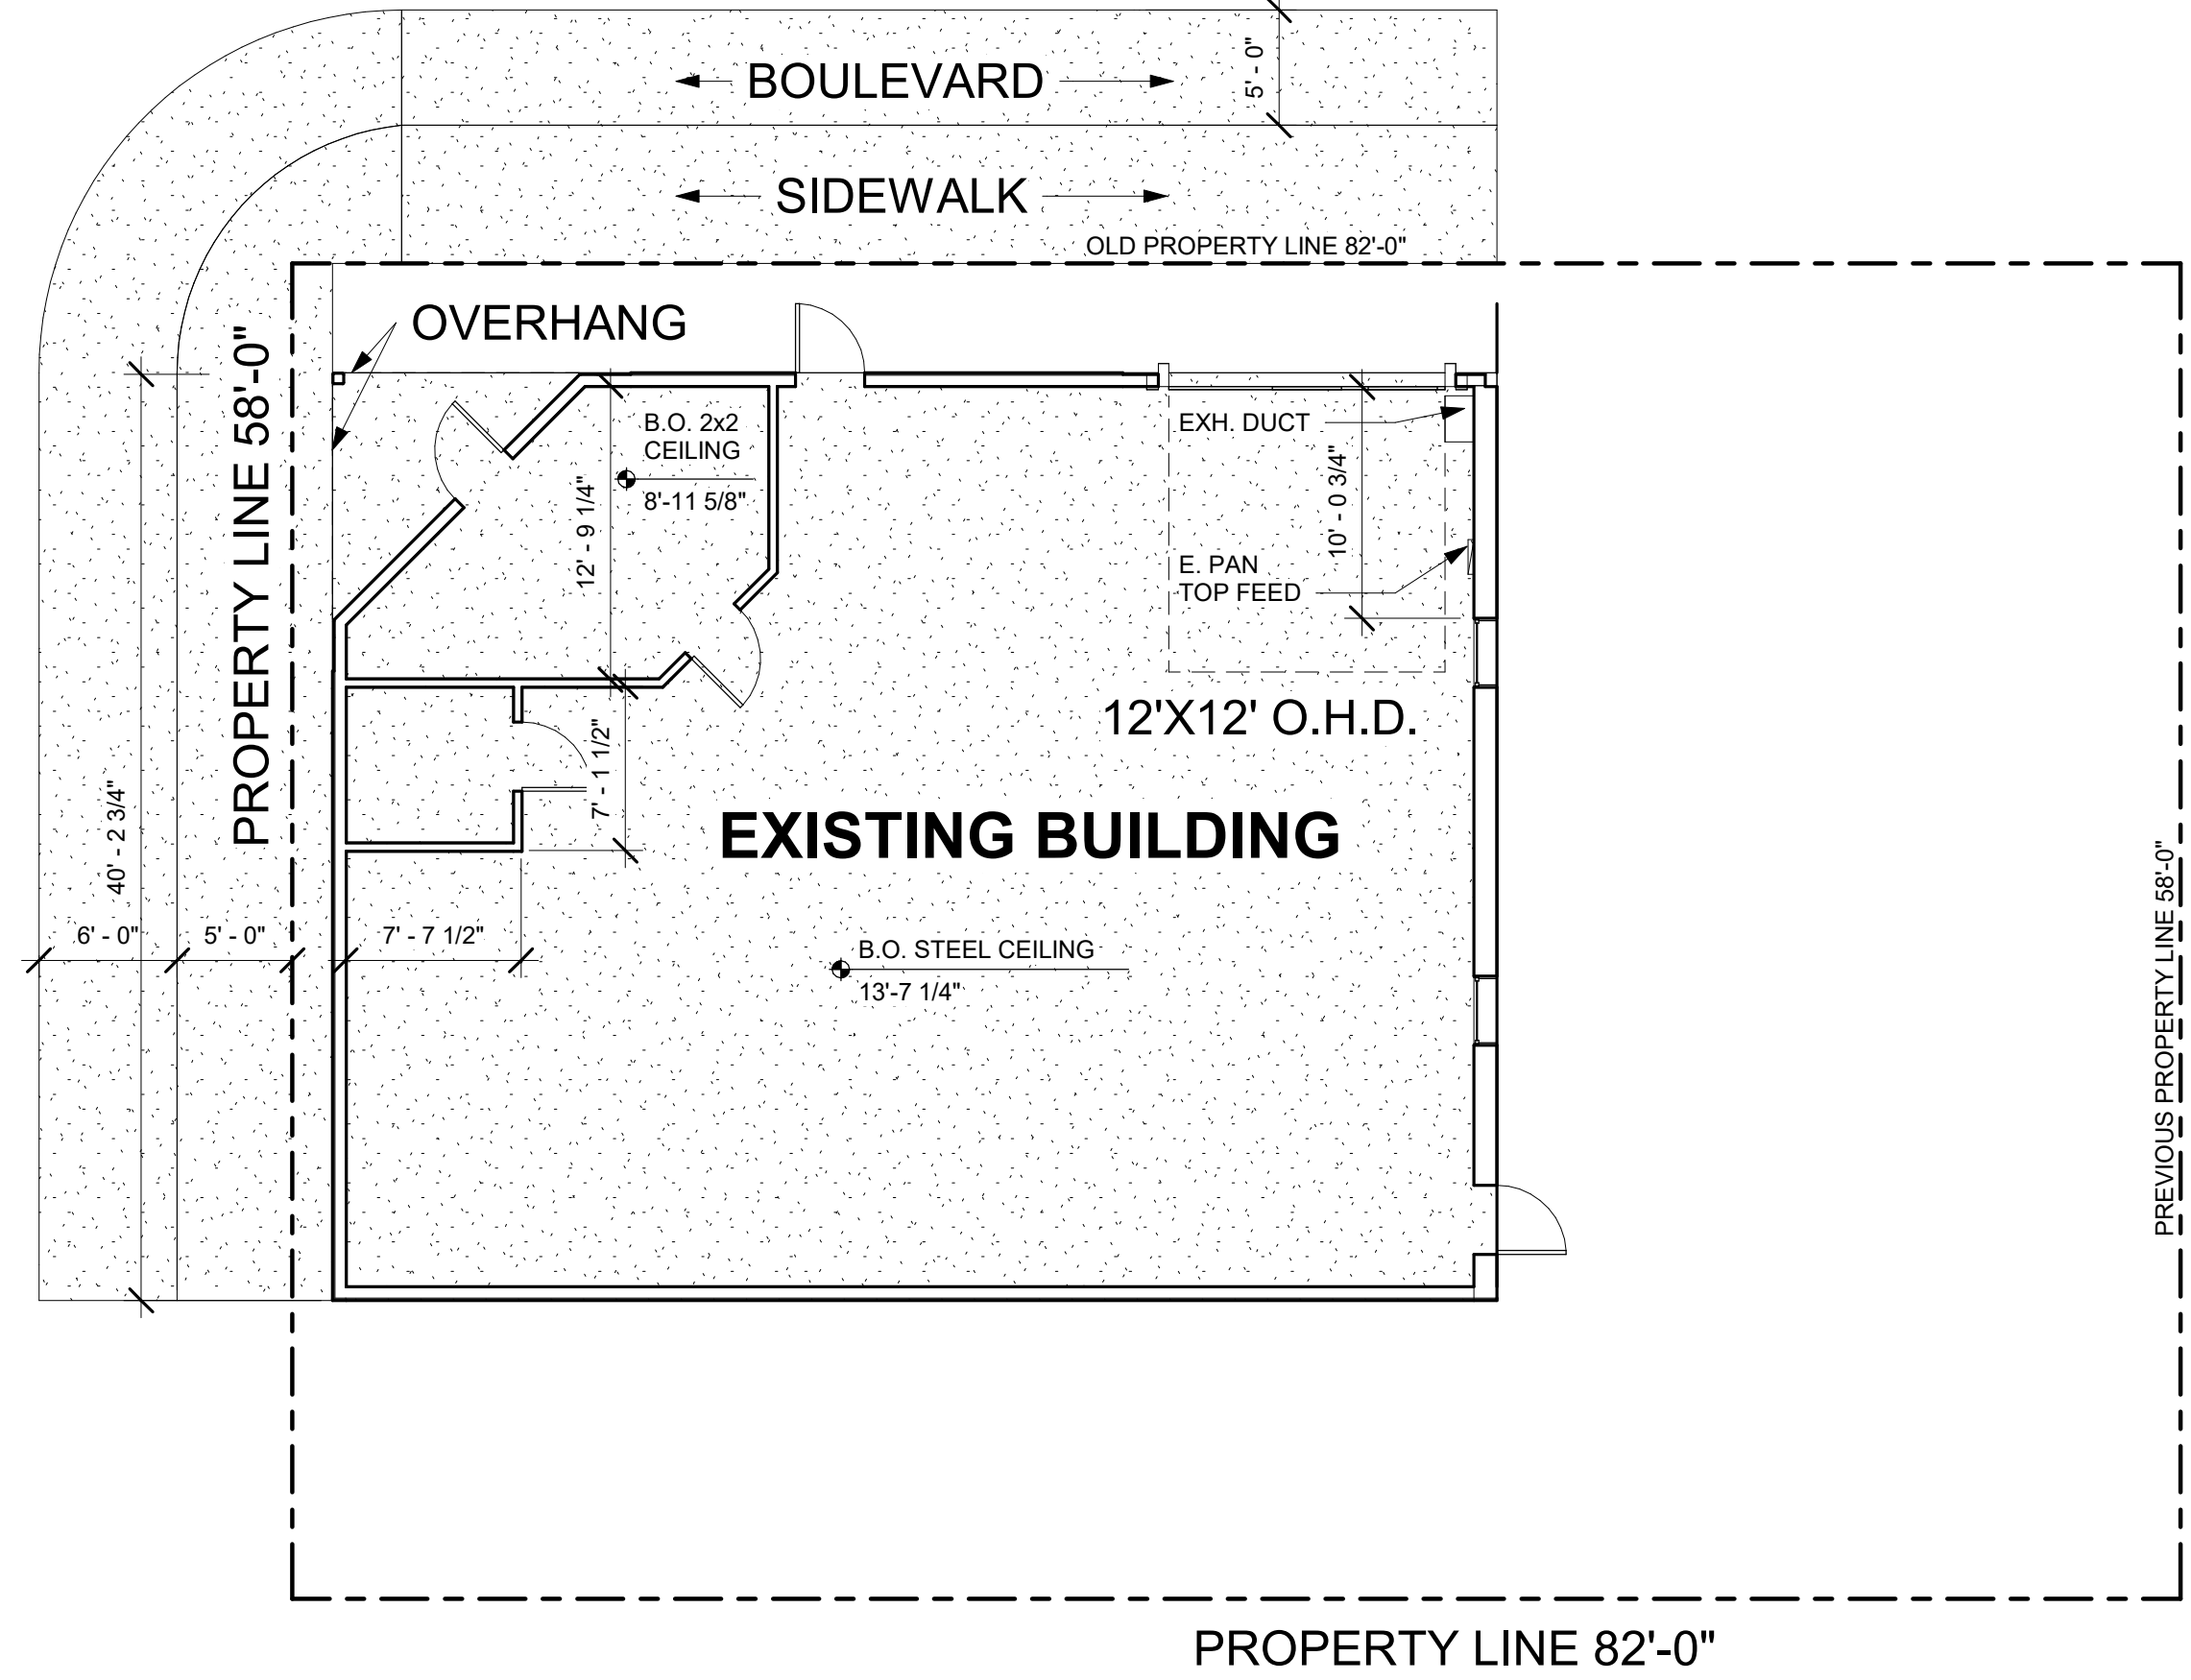 BOULEVARD
5' - 0"
SIDEWALK
OLD PROPERTY LINE 82'-0"
OVERHANG
PROPERTY LINE 58'-0"
B.O. 2x2
CEILING
8'-11 5/8"
12' - 9 1/4"
EXH. DUCT
10' - 0 3/4"
E. PAN
TOP FEED
12'X12' O.H.D.
7' - 1 1/2"
40' - 2 3/4"
EXISTING BUILDING
6' - 0"
5' - 0"
7' - 7 1/2"
B.O. STEEL CEILING
13'-7 1/4"
PREVIOUS PROPERTY LINE 58'-0"
PROPERTY LINE 82'-0"